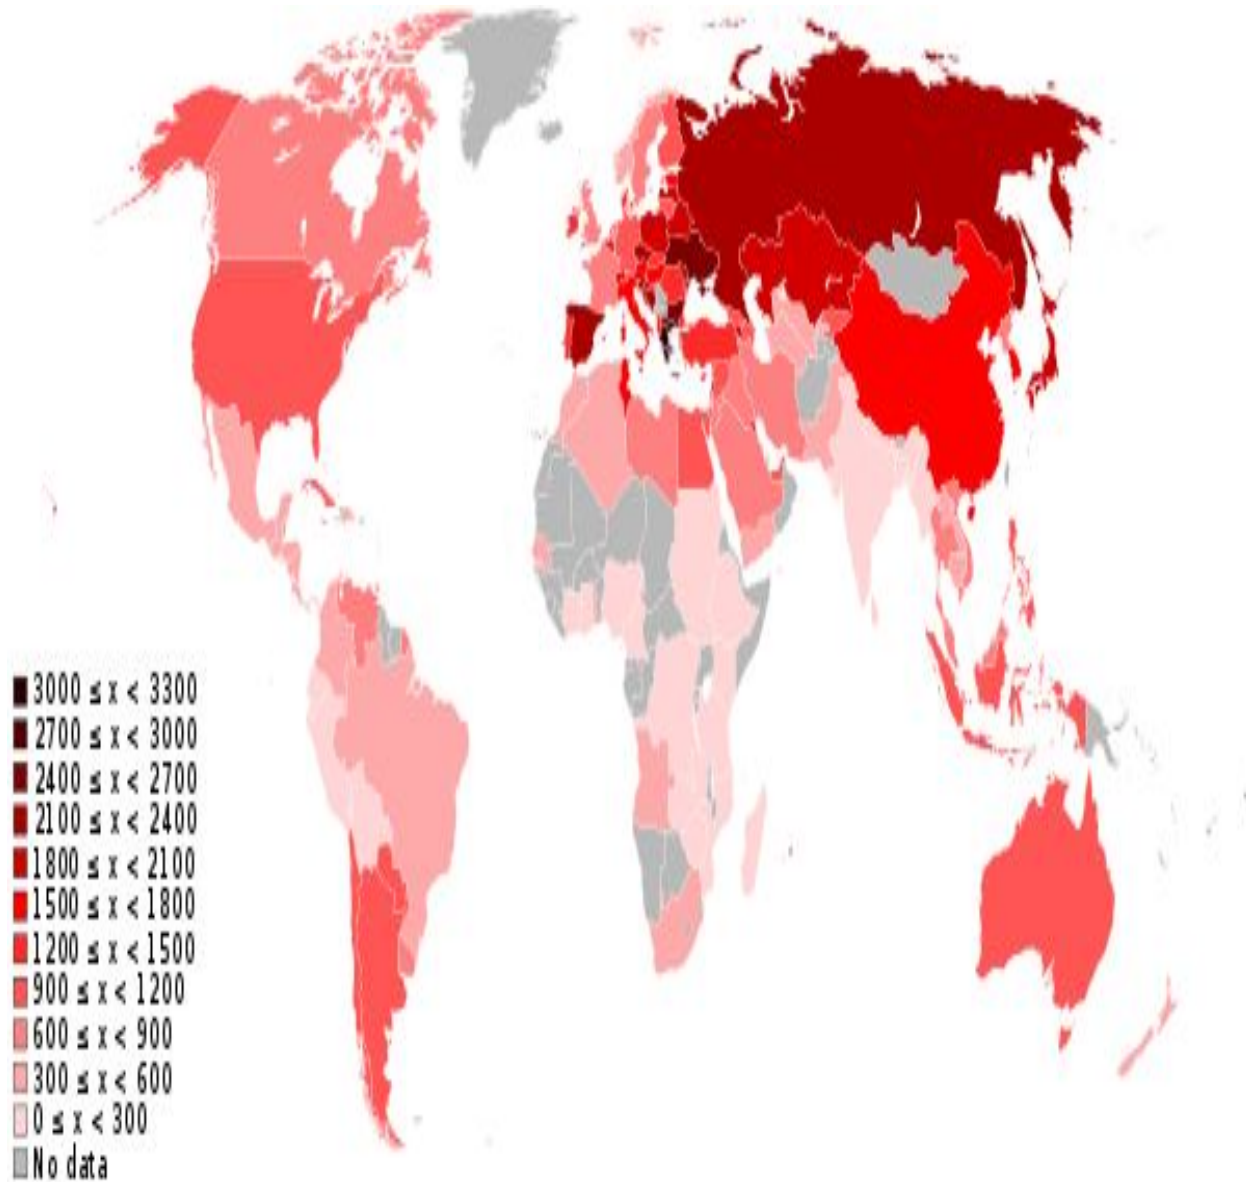 3000 ≤ x < 3300
2700 ≤ x < 3000
2400 ≤ x < 2700
2100 ≤ x < 2400
1800 ≤ x < 2100
1500 ≤ x < 1800
1200 ≤ x < 1500
900 ≤ x < 1200
600 ≤ x < 900
300 ≤ x < 600
0 ≤ x < 300
No data